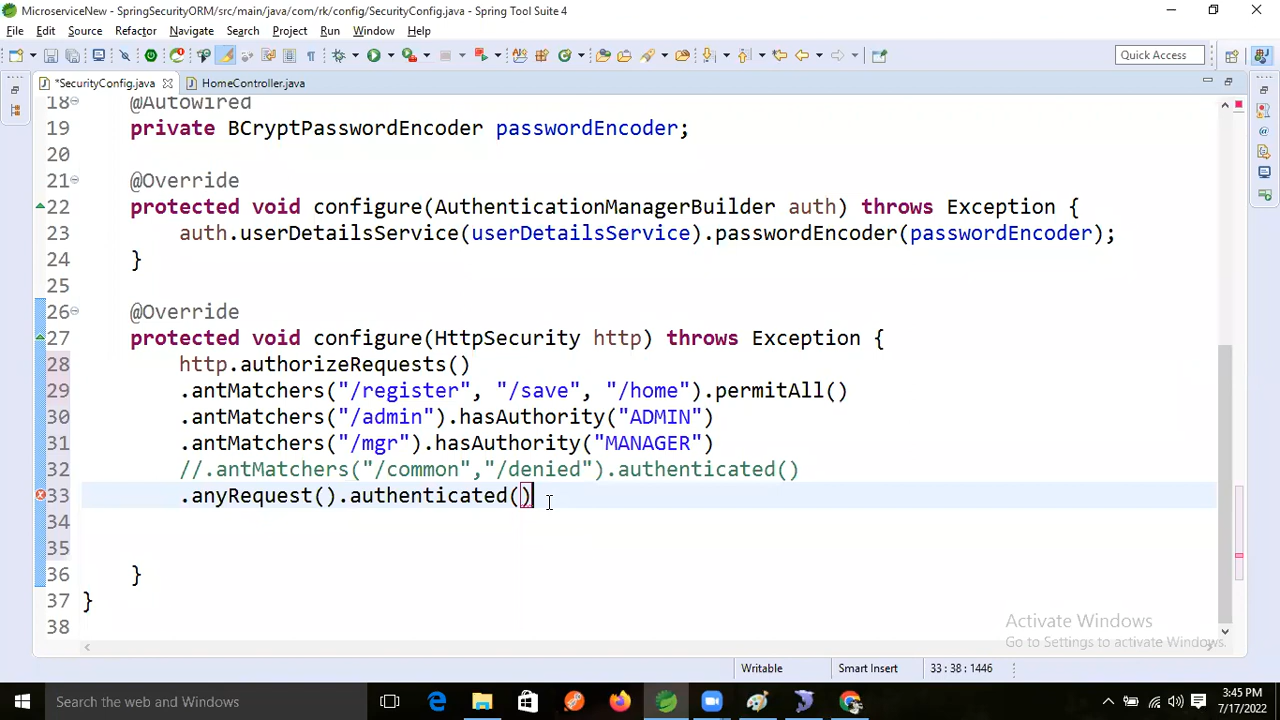 MicroserviceNew - SpringSecurityORM/src/main/java/com/rk/config/SecurityConfig.java - Spring Tool Suite 4
File Edit Source Refactor Navigate Search Project Run Window Help
Quick Access
*SecurityConfig.java HomeController.java
18 @Autowired
19 private BCryptPasswordEncoder passwordEncoder;
20
21 @Override
22 protected void configure(AuthenticationManagerBuilder auth) throws Exception {
23 auth.userDetailsService(userDetailsService).passwordEncoder(passwordEncoder);
24 }
25
26 @Override
27 protected void configure(HttpSecurity http) throws Exception {
28 http.authorizeRequests()
29 .antMatchers("/register", "/save", "/home").permitAll()
30 .antMatchers("/admin").hasAuthority("ADMIN")
31 .antMatchers("/mgr").hasAuthority("MANAGER")
32 //.antMatchers("/common","/denied").authenticated()
33 .anyRequest().authenticated()
34
35
36 }
37 }
38
Activate Windows
Go to Settings to activate Windows.
Writable Smart Insert 33 : 38 : 1446
Search the web and Windows
3:45 PM
7/17/2022